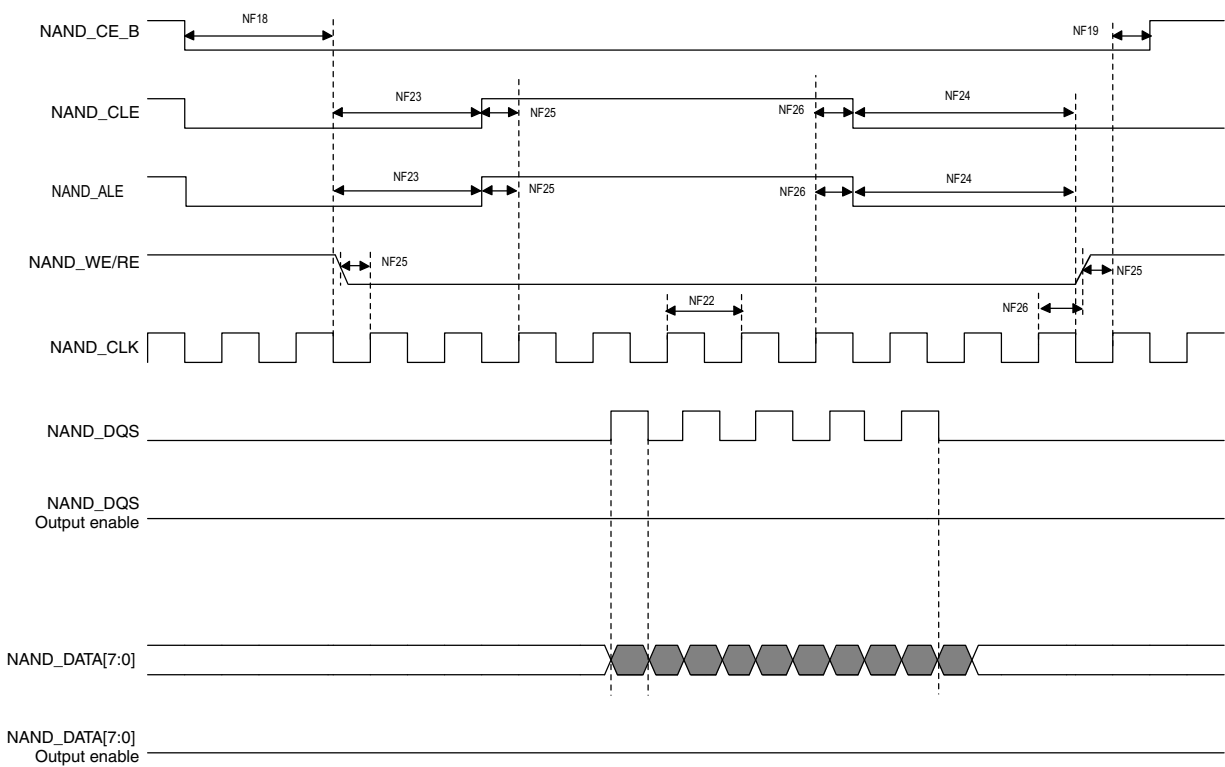 NF18
NAND_CE_B
NF19
NF23
NF24
NAND_CLE
NF25
NF26
NF23
NF24
NAND_ALE
NF25
NF26
NAND_WE/RE
NF25
NF25
NF22
NF26
NAND_CLK
NAND_DQS
NAND_DQS
Output enable
NAND_DATA[7:0]
NAND_DATA[7:0]
Output enable